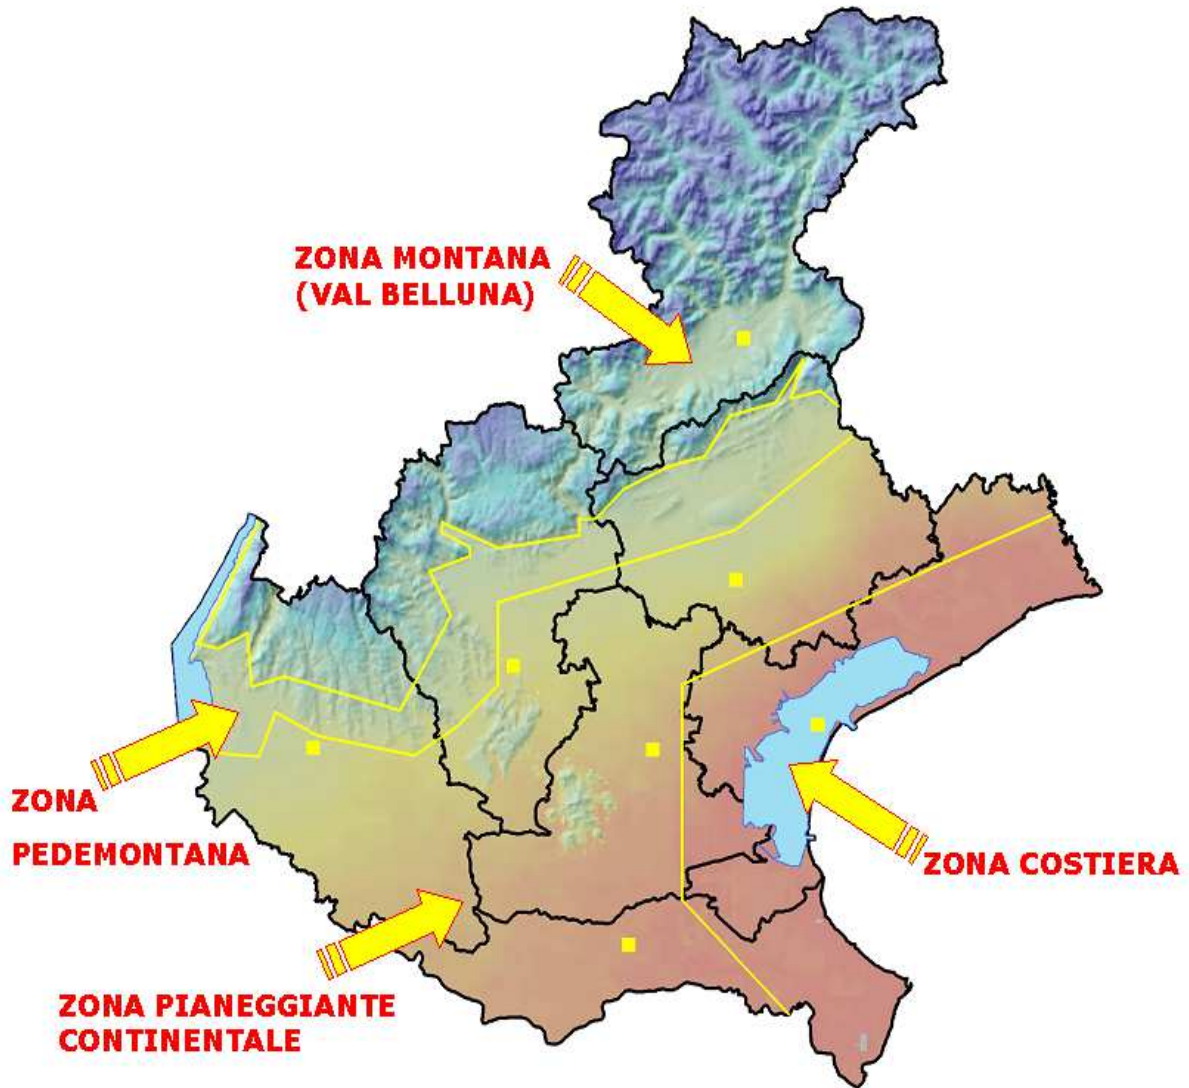 ZONA MONTANA
(VAL BELLUNA)
ZONA
PEDEMONTANA
ZONA COSTIERA
ZONA PIANEGGIANTE
CONTINENTALE